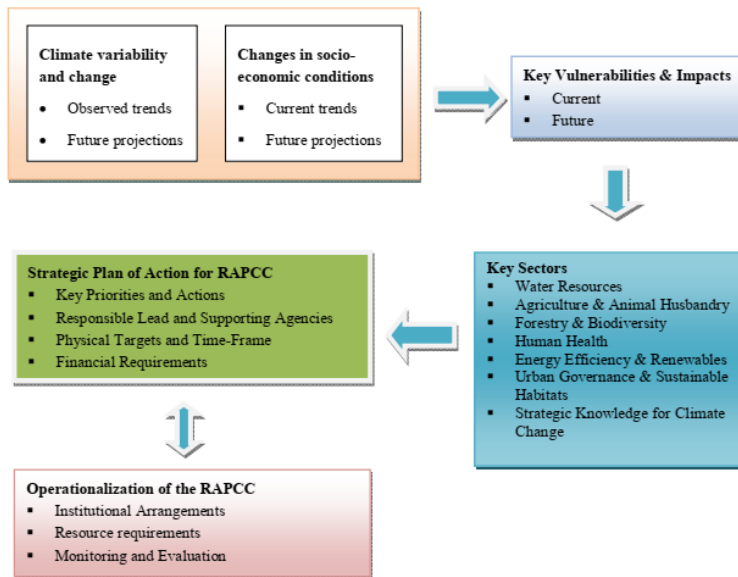 Climate variability
and change
• Observed trends
• Future projections
Changes in socio-
economic conditions
▪ Current trends
▪ Future projections
Key Vulnerabilities & Impacts
▪ Current
▪ Future
Key Sectors
▪ Water Resources
▪ Agriculture & Animal Husbandry
▪ Forestry & Biodiversity
▪ Human Health
▪ Energy Efficiency & Renewables
▪ Urban Governance & Sustainable
Habitats
▪ Strategic Knowledge for Climate
Change
Strategic Plan of Action for RAPCC
▪ Key Priorities and Actions
▪ Responsible Lead and Supporting Agencies
▪ Physical Targets and Time-Frame
▪ Financial Requirements
Operationalization of the RAPCC
▪ Institutional Arrangements
▪ Resource requirements
▪ Monitoring and Evaluation